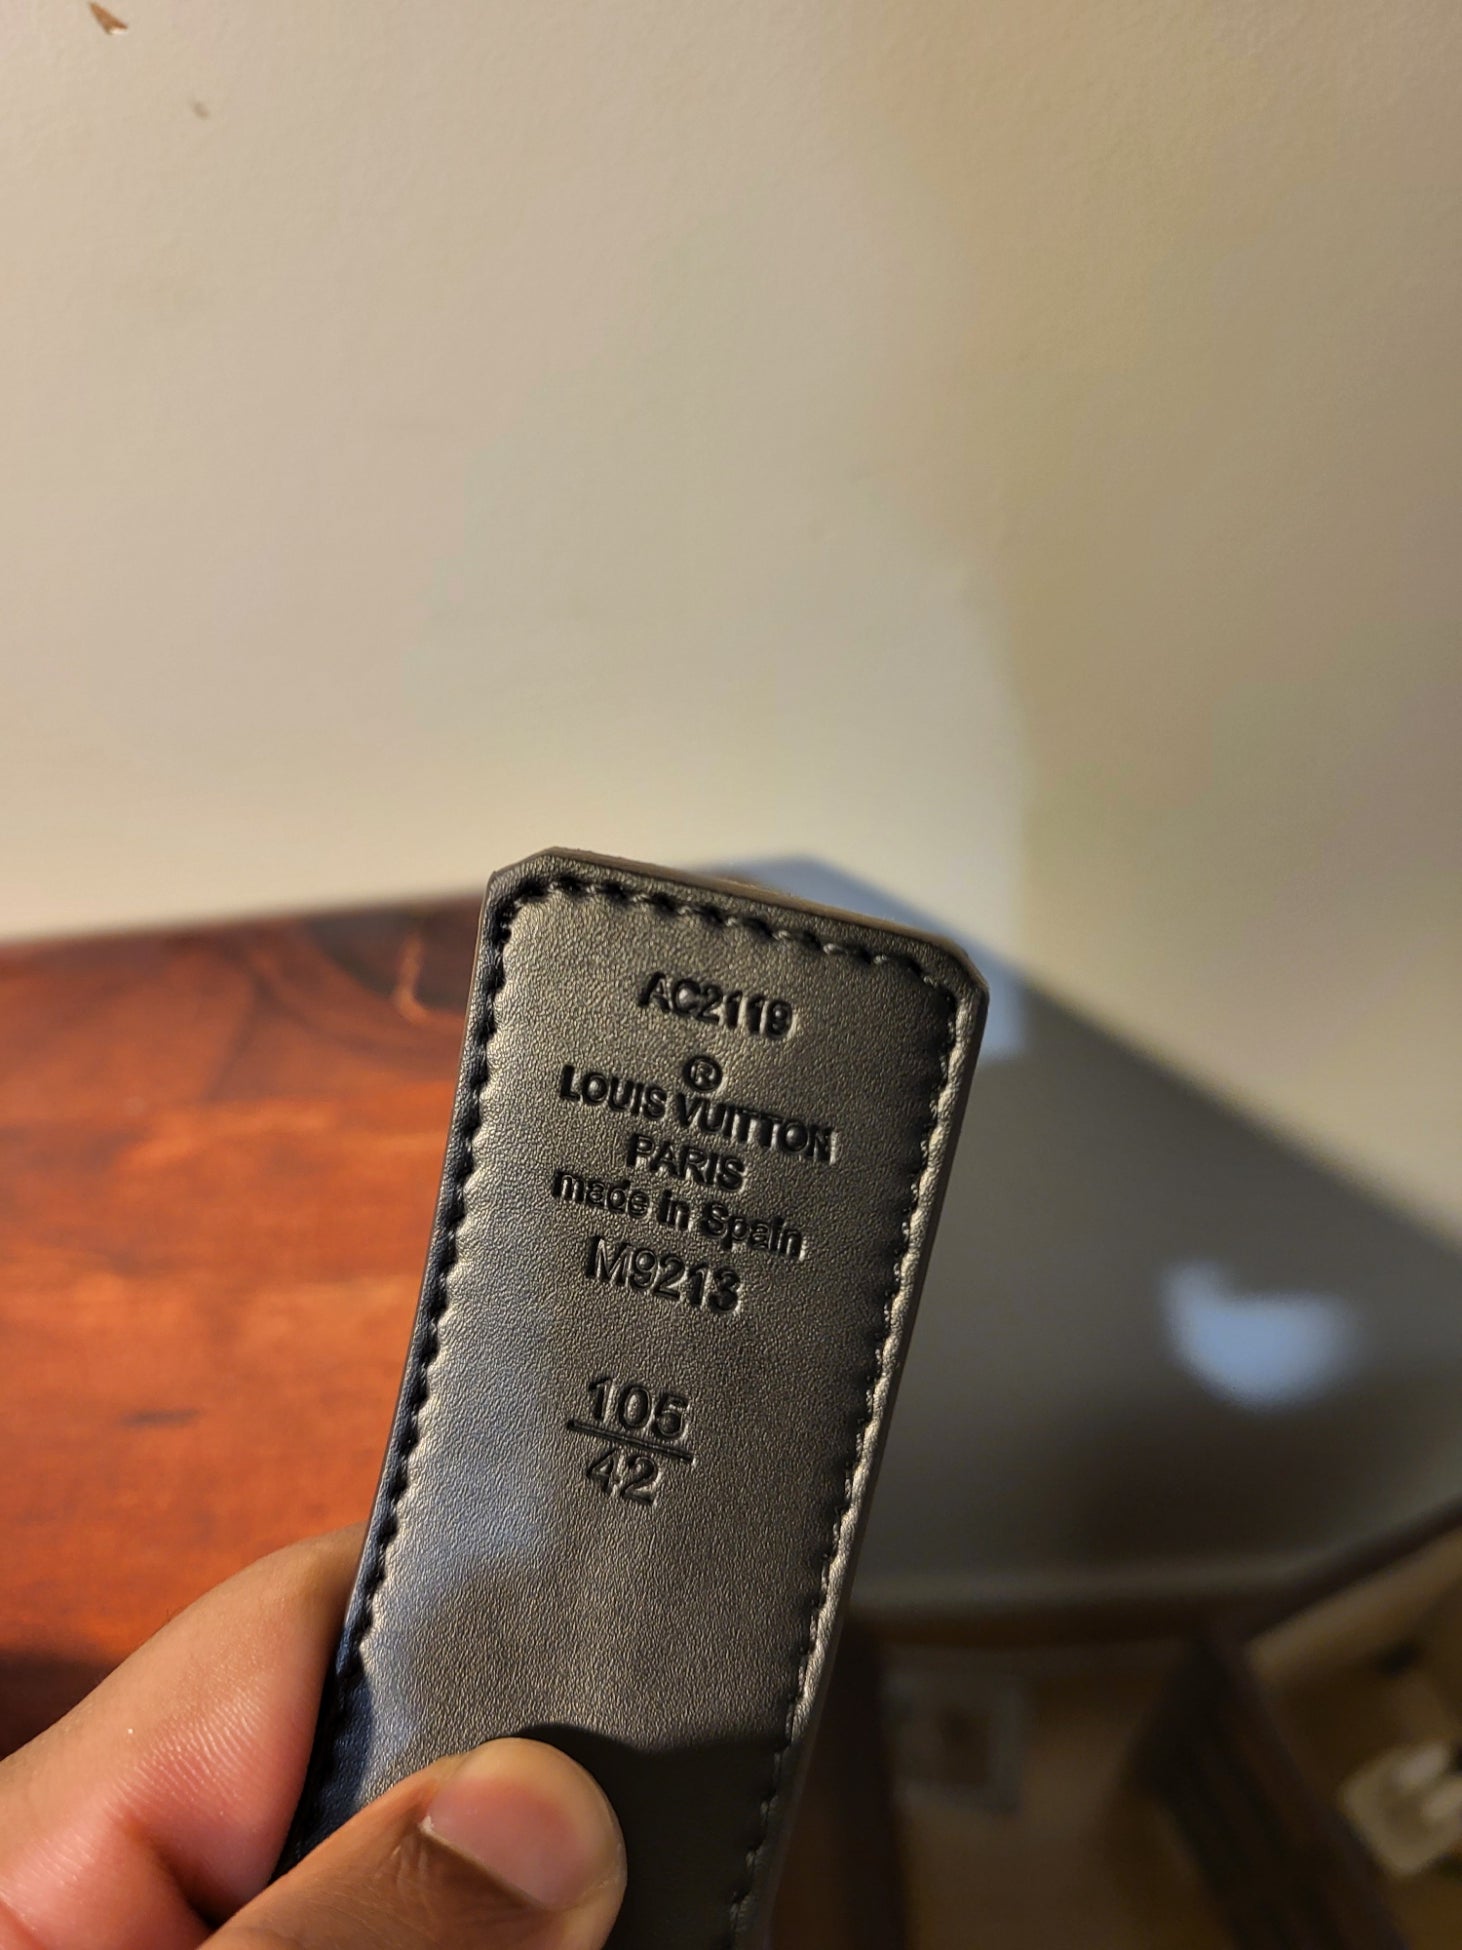 AC2119
®
LOUIS VUITTON
PARIS
made in Spain
M9213
105
42